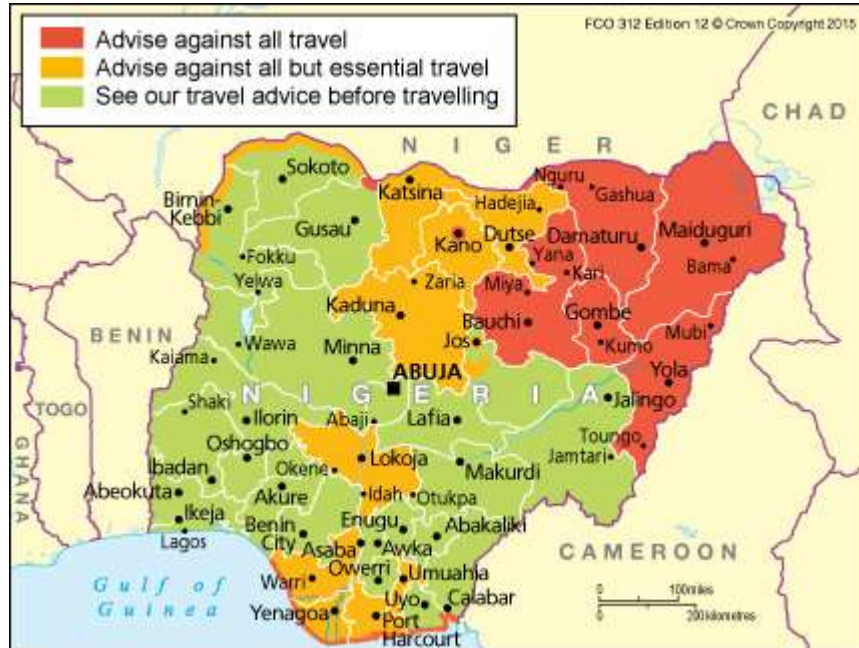 FCO 312 Edition 12 © Crown Copyright 2015
Advise against all travel
Advise against all but essential travel
See our travel advice before travelling
CHAD
NIGER
Sokoto
Katsina
Nguru
Gashua
Birnin-
Kebbi
Hadejia
Gusau
Kano
Dutse
Damaturu
Maiduguri
Yana
Fokku
Kari
Bama
Yelwa
Zaria
Miya
Kaduna
Bauchi
Gombe
Mubi
BENIN
Wawa
Jos
Kumo
Kaiama
Minna
ABUJA
Yola
NIGERIA
TOGO
Shaki
Jalingo
Ilorin
Abaji
Lafia
GHANA
Oshogbo
Toungo
Ibadan
Okene
Lokoja
Makurdi
Jamtari
Abeokuta
Akure
Idah
Otukpa
Ikeja
Benin
City
Enugu
Abakaliki
Lagos
Asaba
Awka
CAMEROON
Owerri
Gulf of
Guinea
Warri
Umuahia
Yenagoa
Uyo
Calabar
Port
Harcourt
0 100miles
0 200kilometres